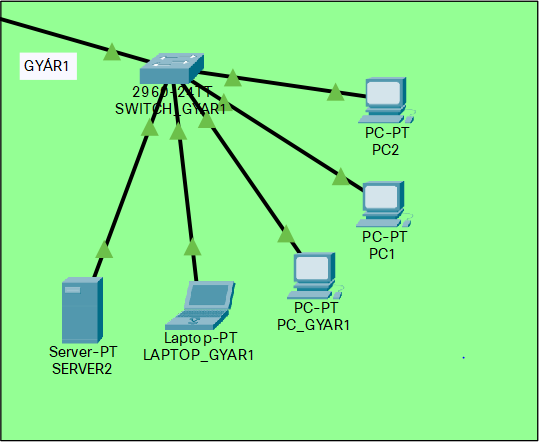 GYÁR1
2960-24TT
SWITCH_GYAR1
PC-PT
PC2
PC-PT
PC1
PC-PT
PC_GYAR1
Laptop-PT
LAPTOP_GYAR1
Server-PT
SERVER2